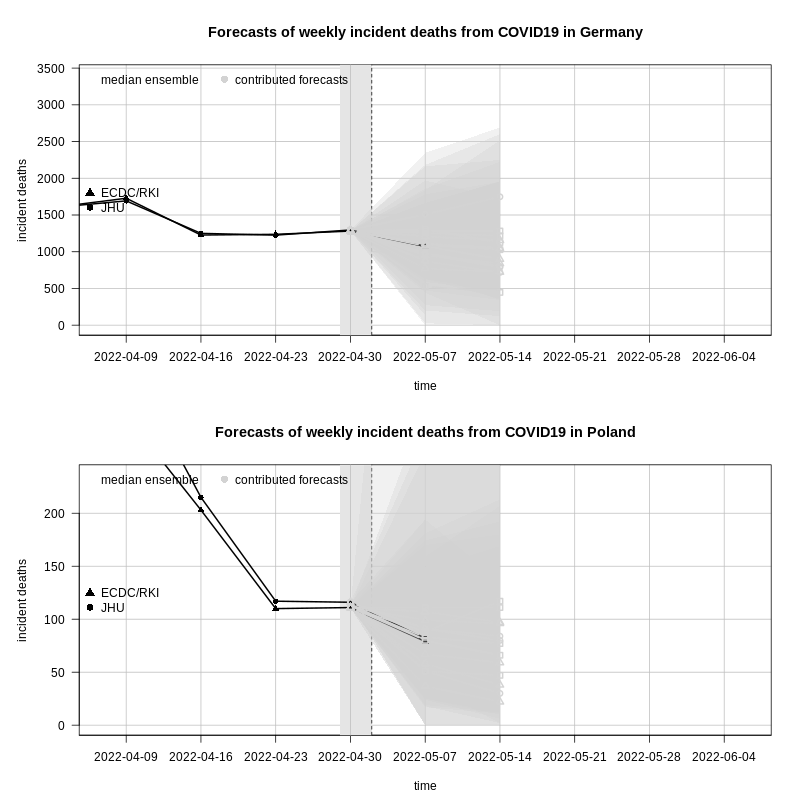 Forecasts of weekly incident deaths from COVID19 in Germany
incident deaths
3500
3000
2500
2000
1500
1000
500
0
median ensemble contributed forecasts
ECDC/RKI
JHU
2022-04-09 2022-04-16 2022-04-23 2022-04-30 2022-05-07 2022-05-14 2022-05-21 2022-05-28 2022-06-04
time
Forecasts of weekly incident deaths from COVID19 in Poland
incident deaths
200
150
100
50
0
median ensemble contributed forecasts
ECDC/RKI
JHU
2022-04-09 2022-04-16 2022-04-23 2022-04-30 2022-05-07 2022-05-14 2022-05-21 2022-05-28 2022-06-04
time